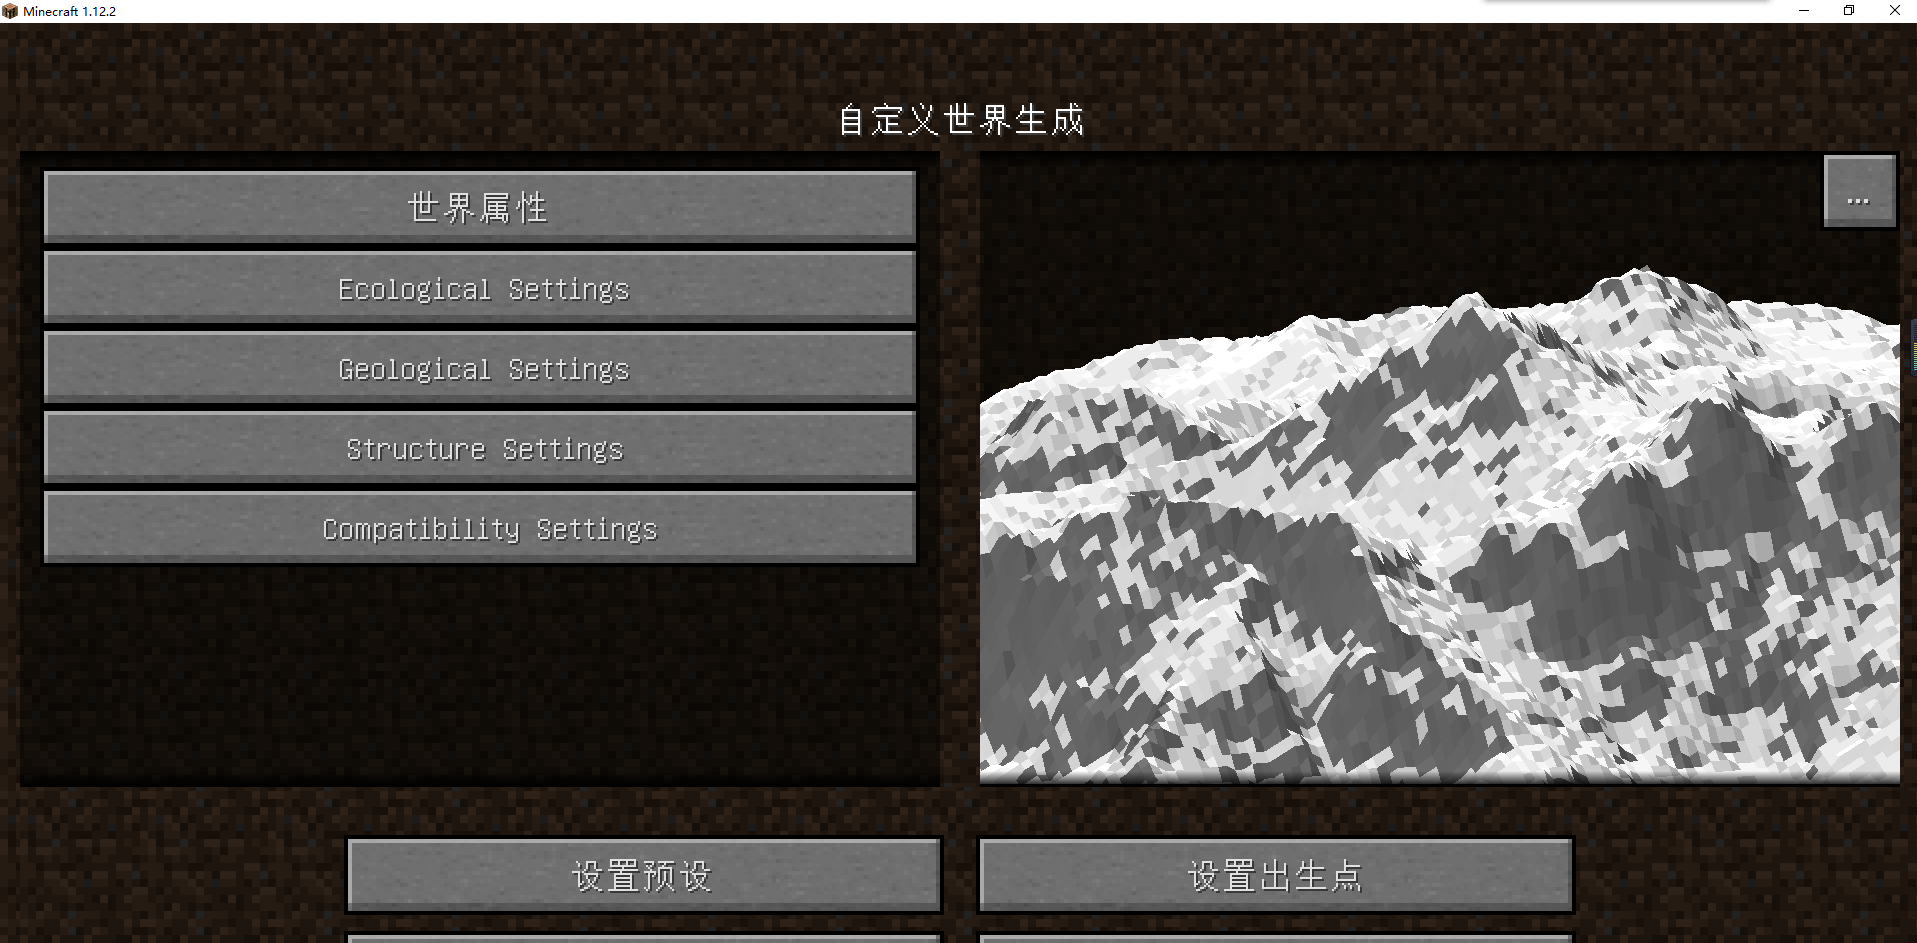 Minecraft 1.12.2
自定义世界生成
世界属性
...
Ecological Settings
Geological Settings
Structure Settings
Compatibility Settings
设置预设
设置出生点